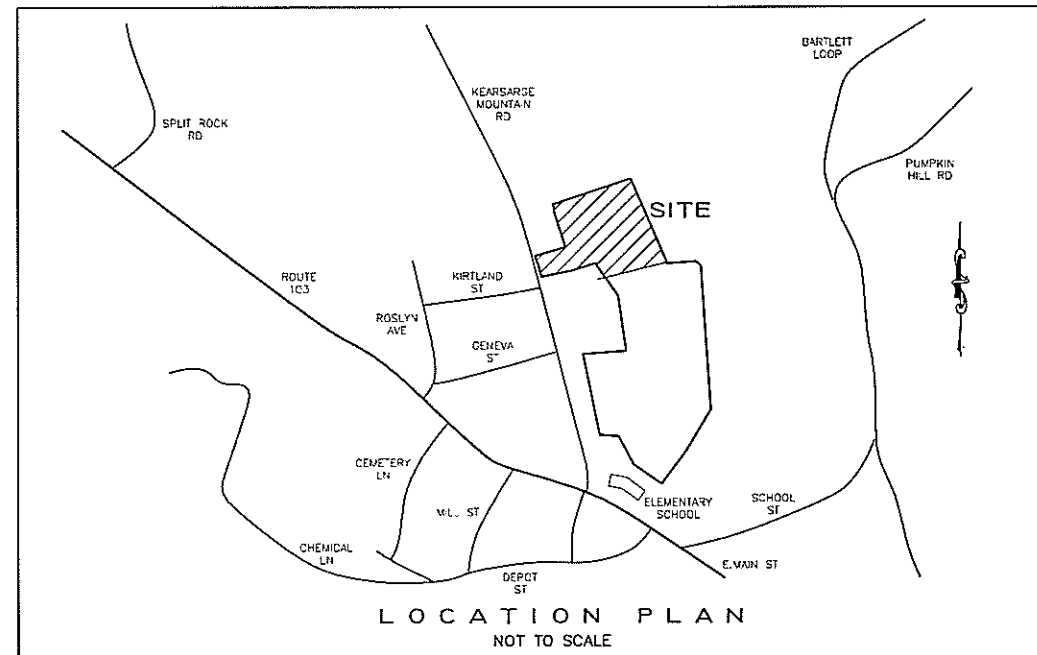 BARTLETT
LOOP
KEARSARGE
MOUNTAIN
RD
SPLIT ROCK
RD
PUMPKIN
HILL RD
SITE
ROUTE
103
KIRTLAND
ST
ROSLYN
AVE
GENEVA
ST
CEMETERY
LN
MILL ST
ELEMENTARY
SCHOOL
SCHOOL
ST
CHEMICAL
LN
DEPOT
ST
E.MAIN ST
LOCATION PLAN
NOT TO SCALE